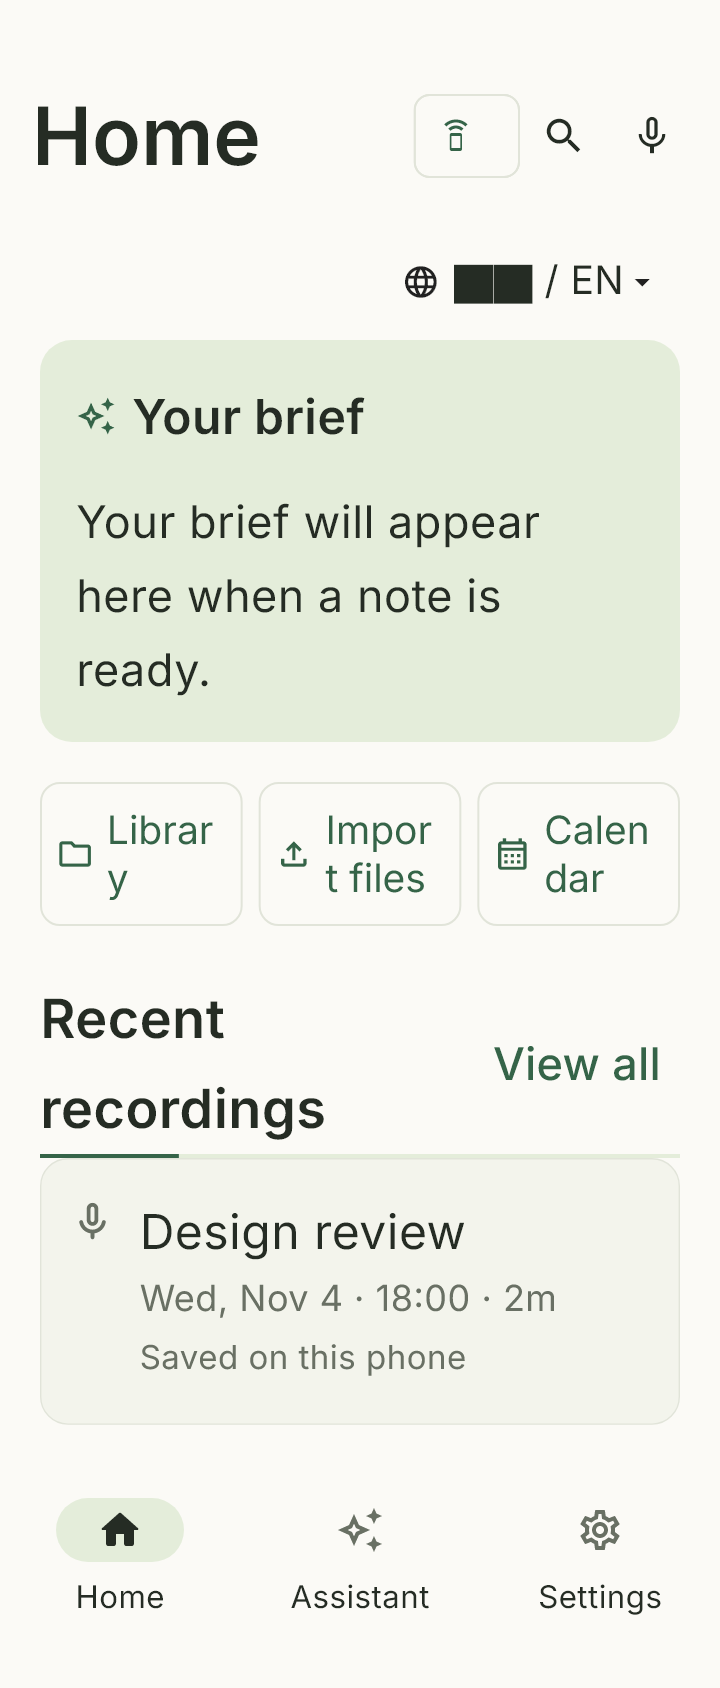 Home
/ EN
Your brief
Your brief will appear
here when a note is
ready.
Librar
y
Impor
t files
Calen
dar
Recent
recordings
View all
Design review
Wed, Nov 4 · 18:00 · 2m
Saved on this phone
Home
Assistant
Settings